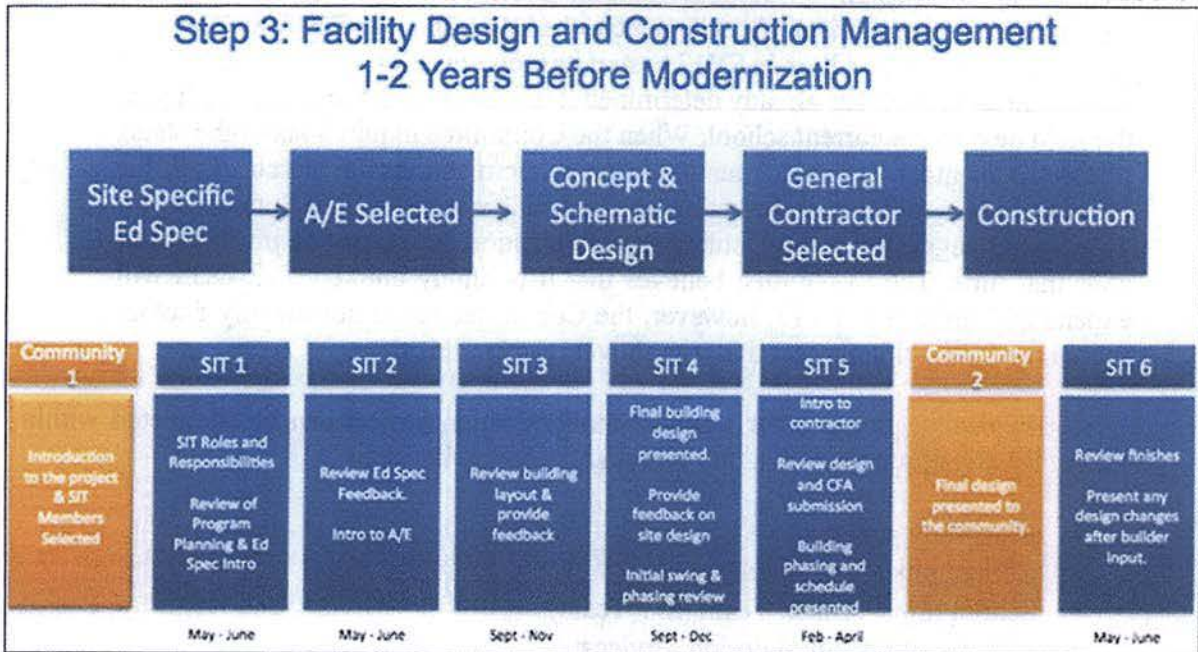 Step 3: Facility Design and Construction Management
1-2 Years Before Modernization
Site Specific
Ed Spec
A/E Selected
Concept &
Schematic
Design
General
Contractor
Selected
Construction
Community
1
Introduction
to the project
& SIT
Members
Selected
SIT 1
SIT Roles and
Responsibilities
Review of
Program
Planning & Ed
Spec Intro
May - June
SIT 2
Review Ed Spec
Feedback.
Intro to A/E
May - June
SIT 3
Review building
layout &
provide
feedback
Sept - Nov
SIT 4
Final building
design
presented.
Provide
feedback on
site design
Initial swing &
phasing review
Sept - Dec
SIT 5
Intro to
contractor
Review design
and CFA
submission
Building
phasing and
schedule
presented
Feb - April
Community
2
Final design
presented to
the community.
SIT 6
Review finishes
Present any
design changes
after builder
input.
May - June